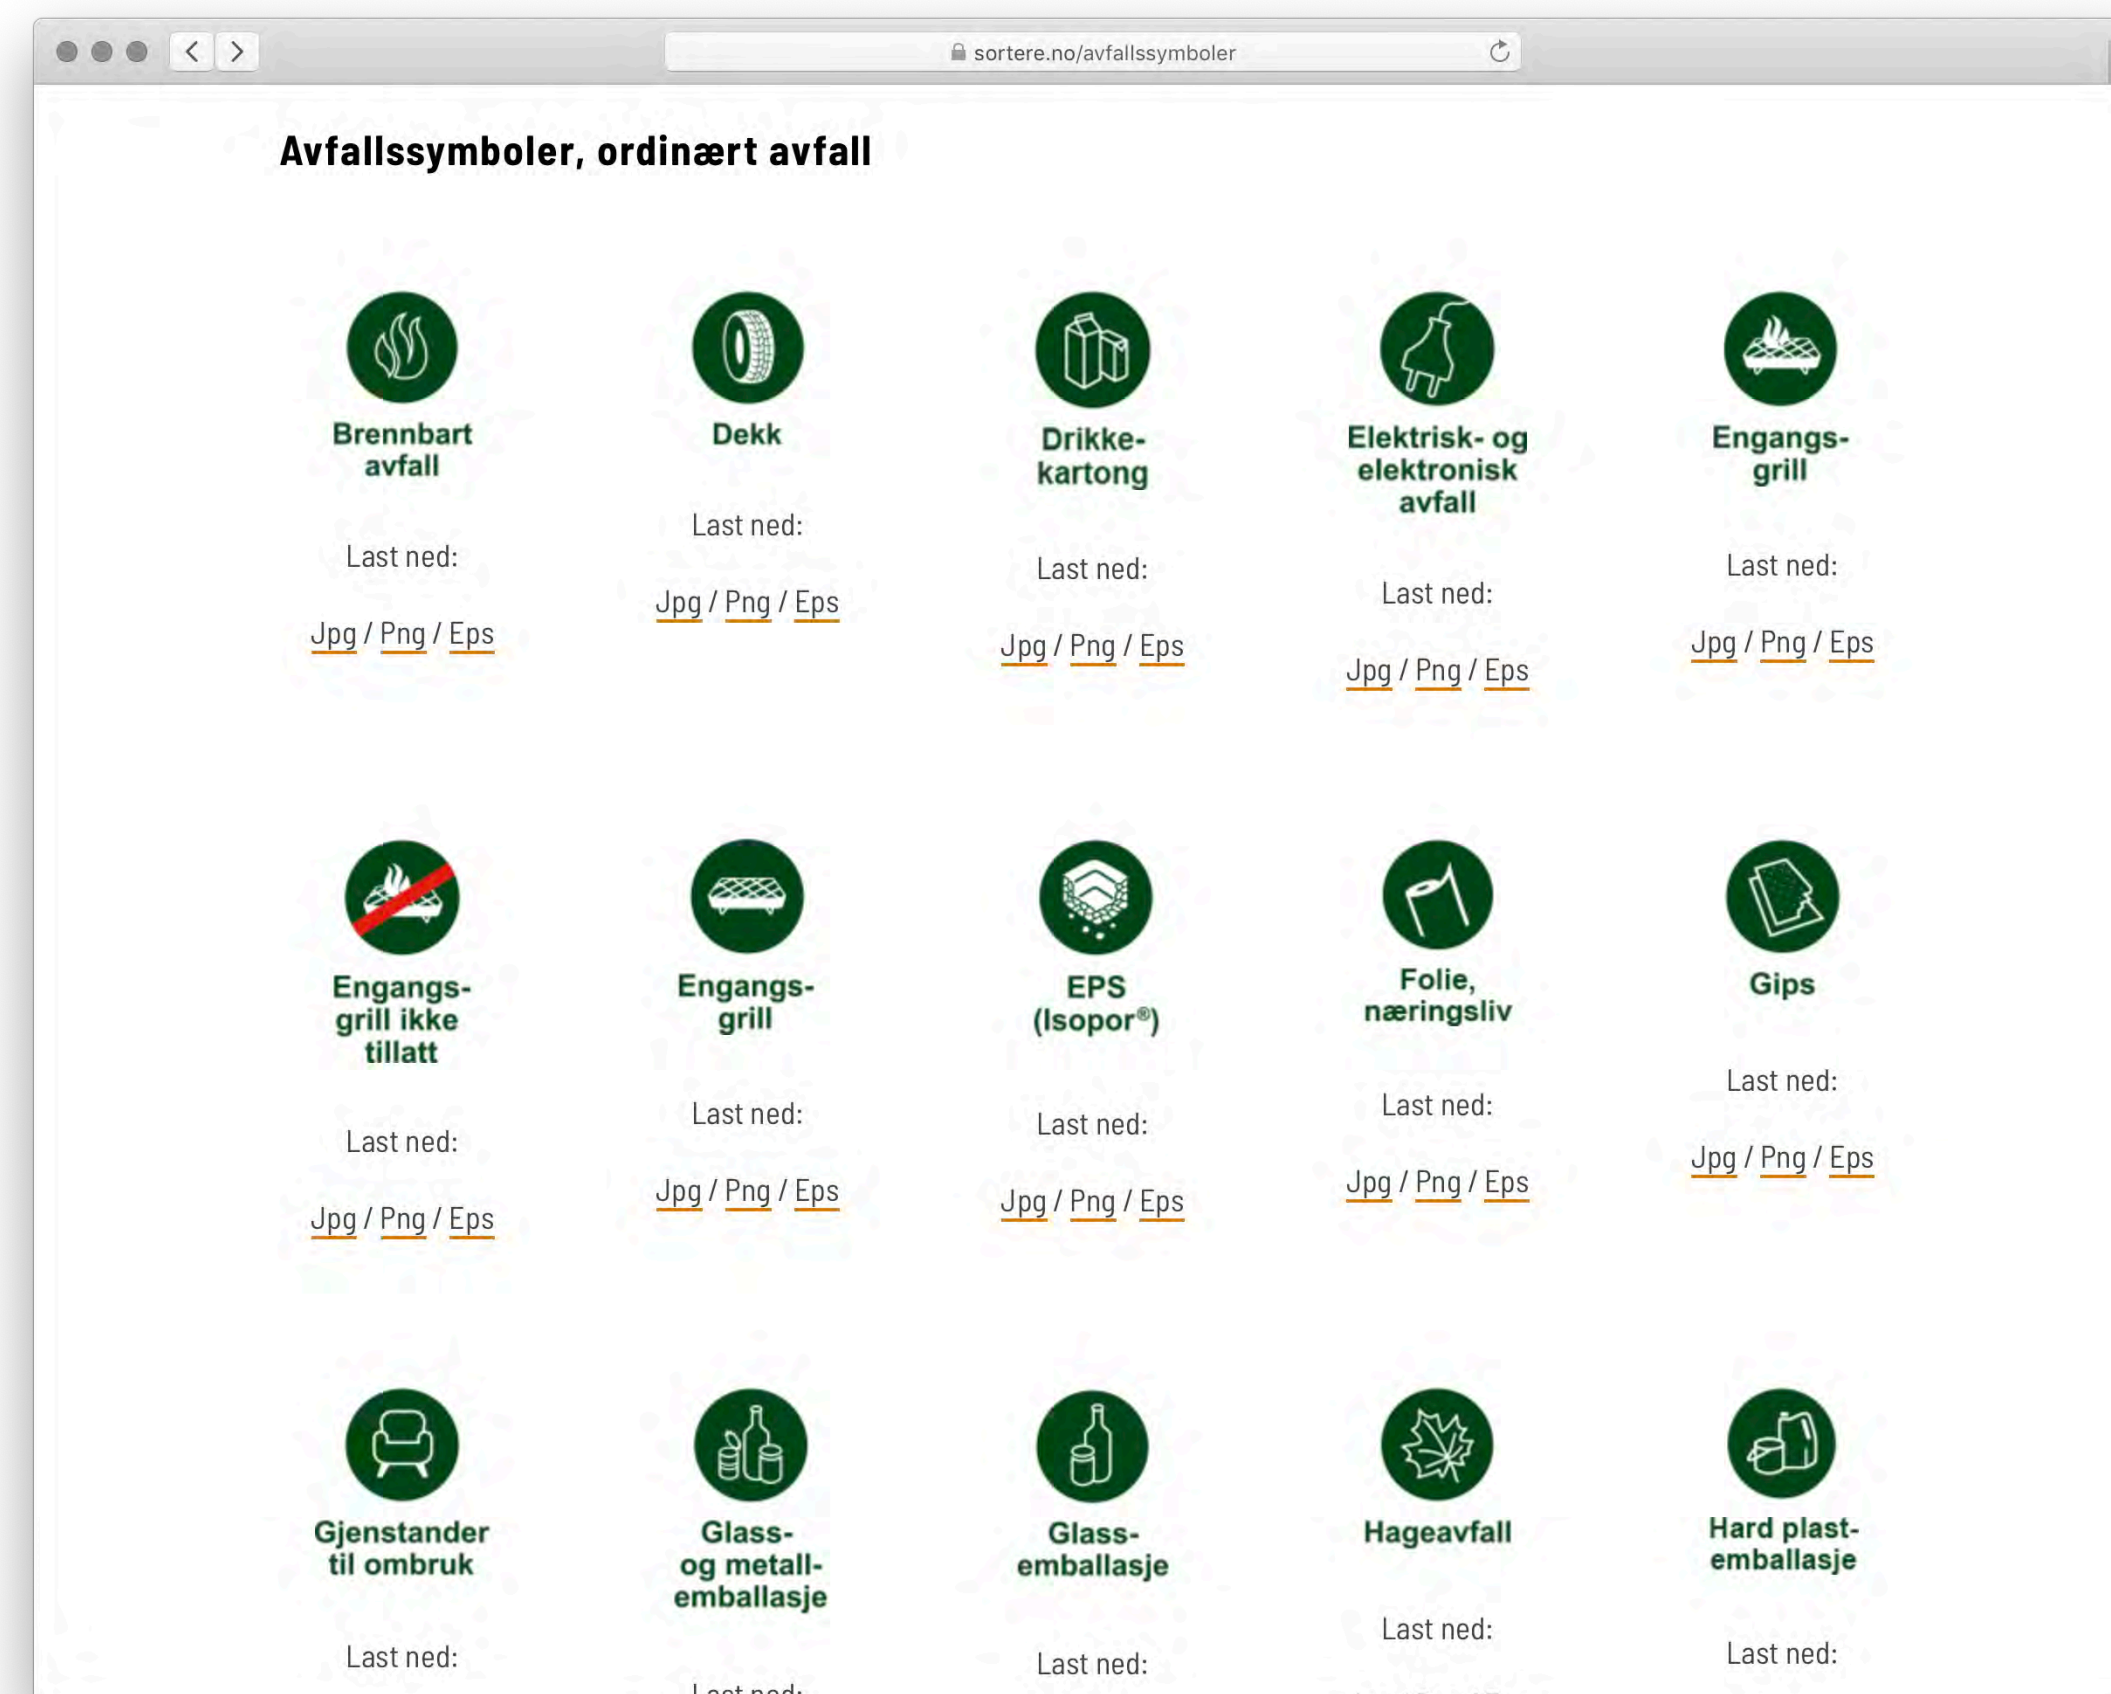 sortere.no/avfallssymboler
Avfallssymboler, ordinært avfall
Brennbart
avfall
Last ned:
Jpg / Png / Eps
Dekk
Last ned:
Jpg / Png / Eps
Drikke-
kartong
Last ned:
Jpg / Png / Eps
Elektrisk- og
elektronisk
avfall
Last ned:
Jpg / Png / Eps
Engangs-
grill
Last ned:
Jpg / Png / Eps
Engangs-
grill ikke
tillatt
Last ned:
Jpg / Png / Eps
Engangs-
grill
Last ned:
Jpg / Png / Eps
EPS
(Isopor®)
Last ned:
Jpg / Png / Eps
Folie,
næringsliv
Last ned:
Jpg / Png / Eps
Gips
Last ned:
Jpg / Png / Eps
Gjenstander
til ombruk
Last ned:
Glass-
og metall-
emballasje
Last ned:
Glass-
emballasje
Last ned:
Hageavfall
Last ned:
Hard plast-
emballasje
Last ned: